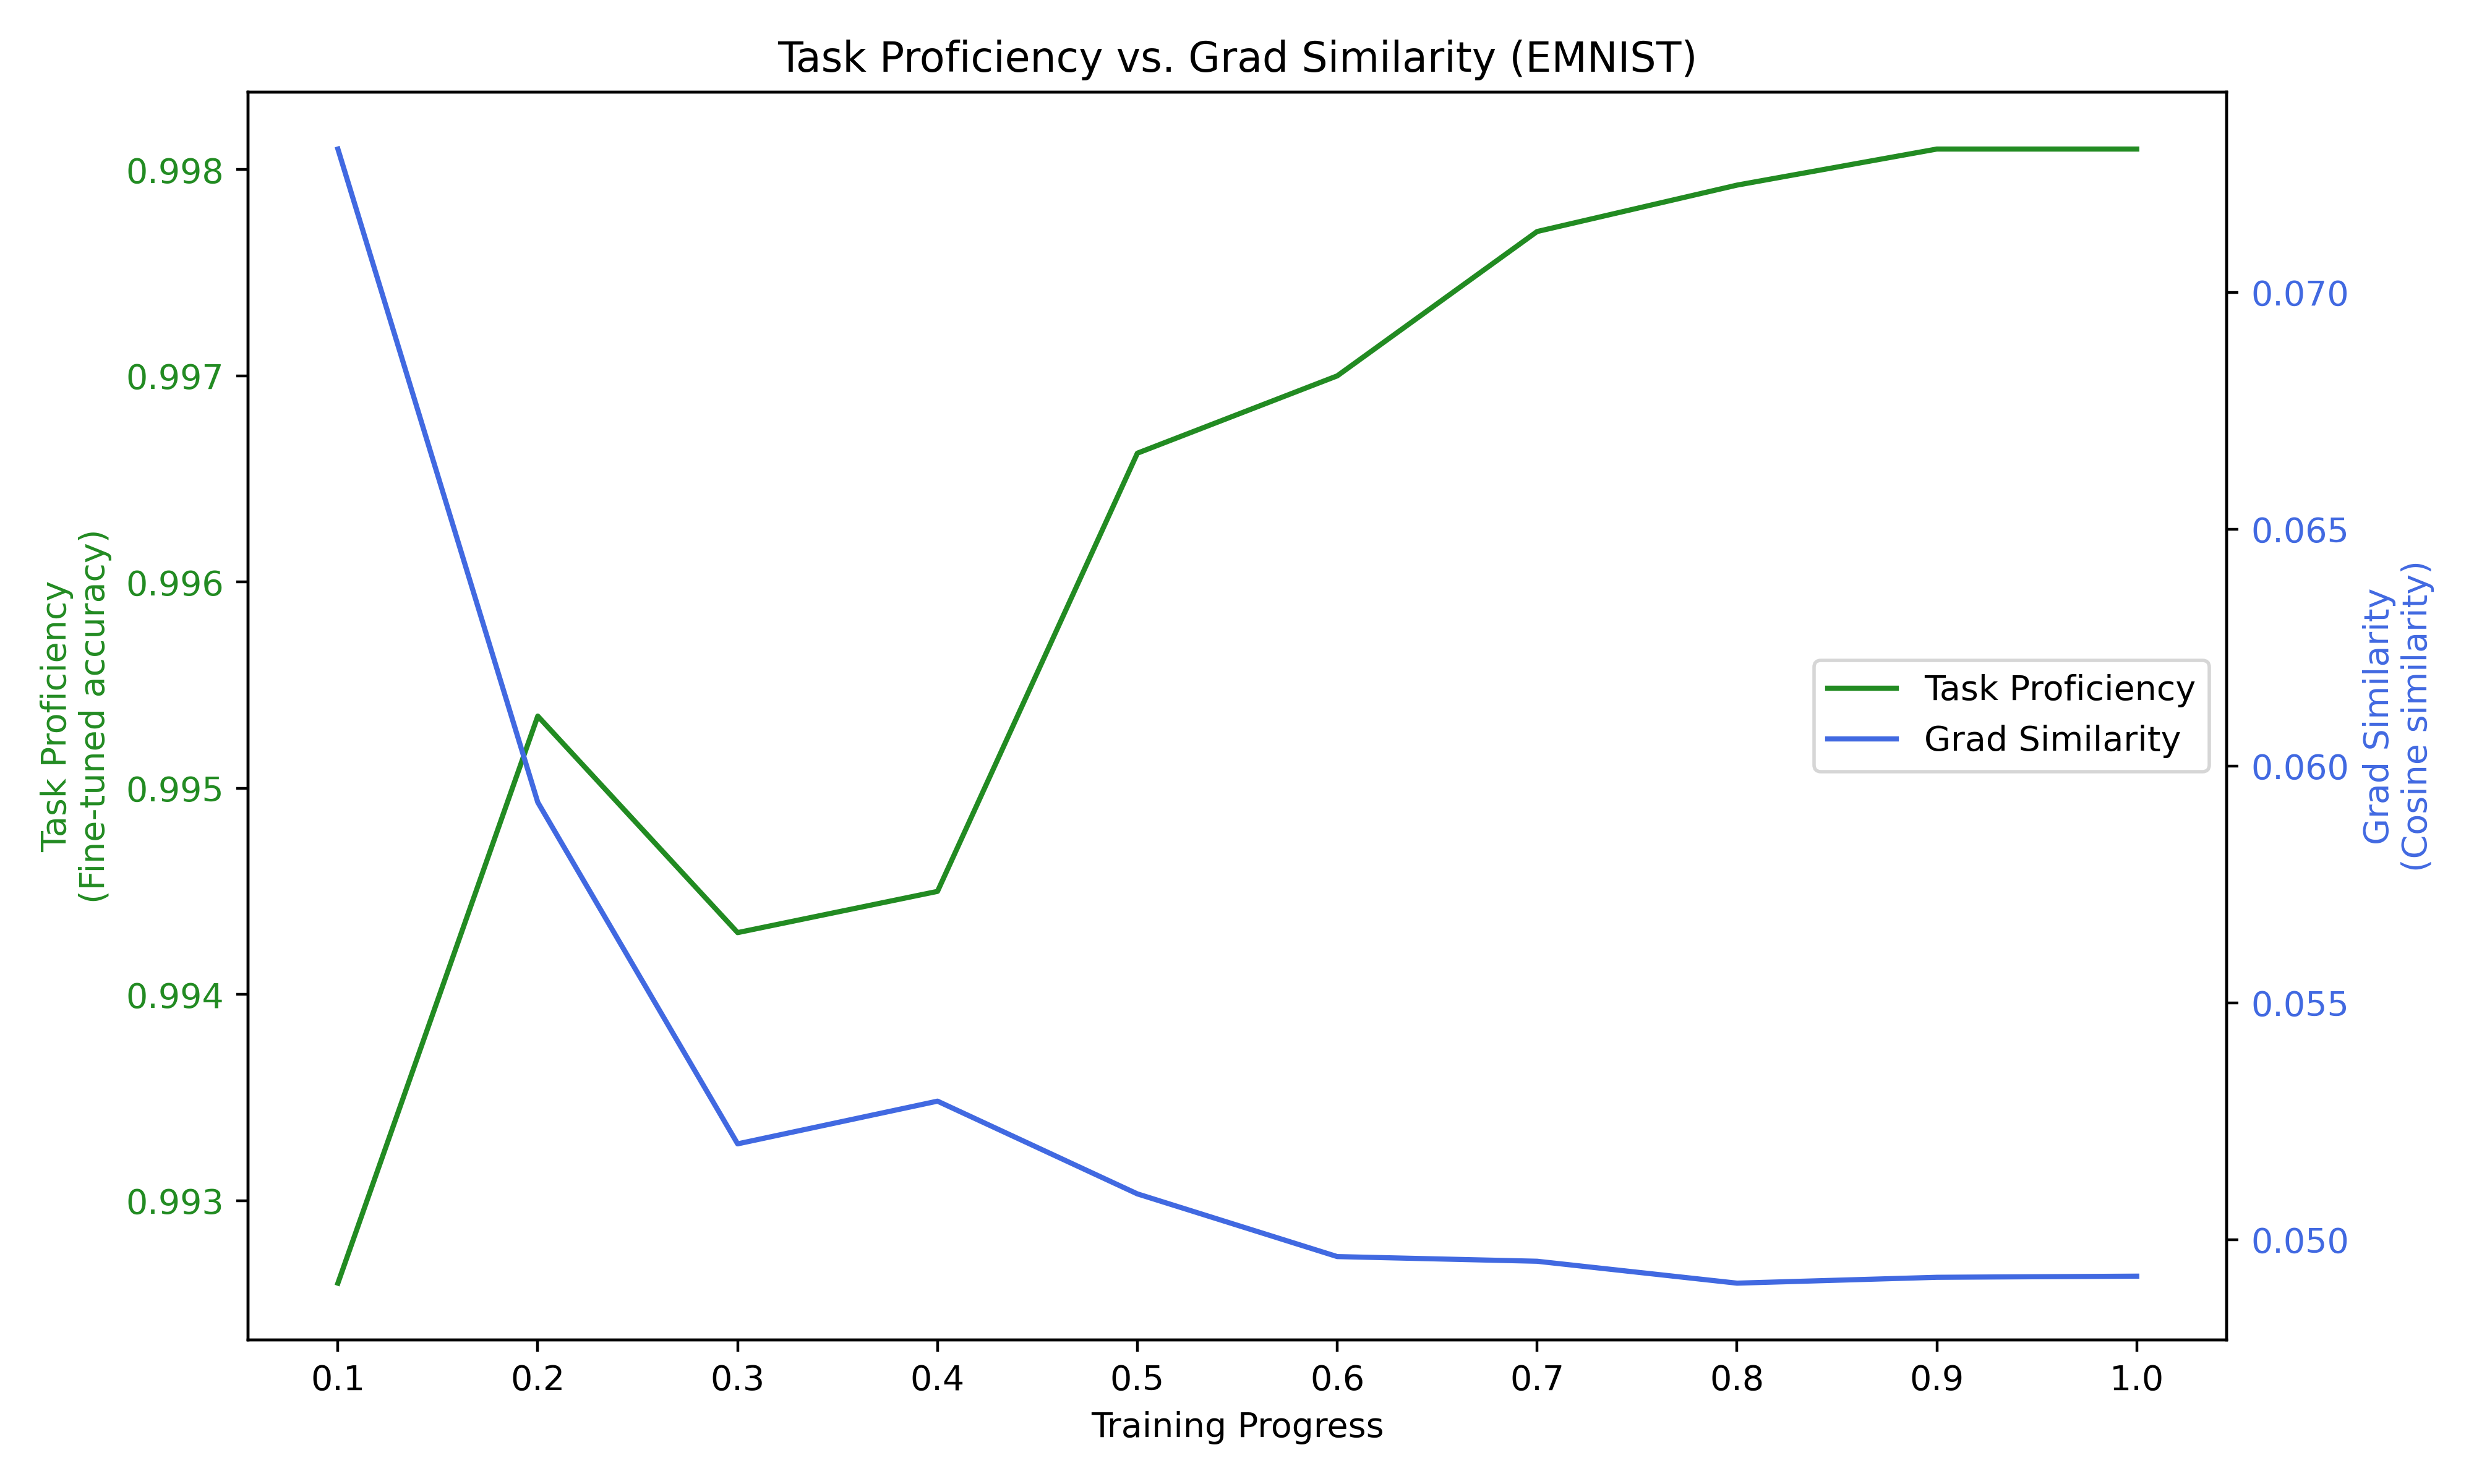 Task Proficiency vs. Grad Similarity (EMNIST)
Task Proficiency
(Fine-tuned accuracy)
0.998
0.997
0.996
0.995
0.994
0.993
0.070
0.065
0.060
0.055
0.050
Grad Similarity
(Cosine similarity)
Task Proficiency
Grad Similarity
0.1 0.2 0.3 0.4 0.5 0.6 0.7 0.8 0.9 1.0
Training Progress